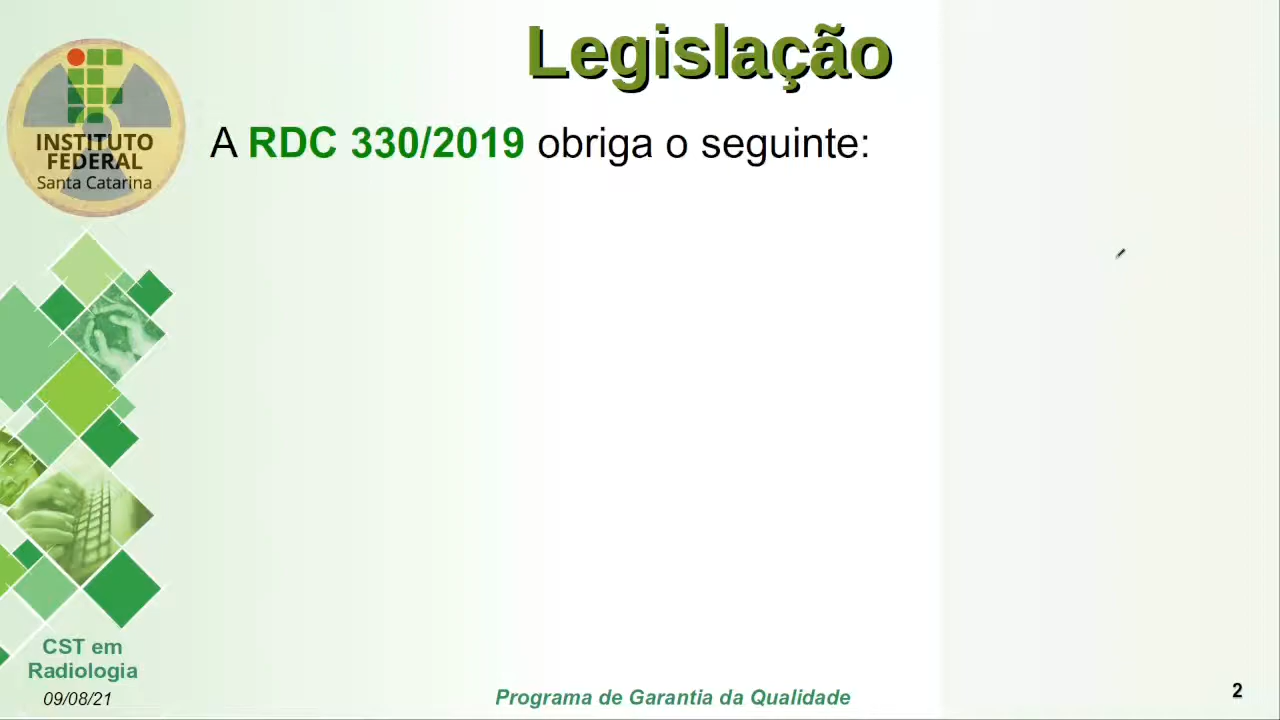 Legislação
INSTITUTO
FEDERAL
Santa Catarina
A RDC 330/2019 obriga o seguinte:
CST em
Radiologia
09/08/21
Programa de Garantia da Qualidade
2